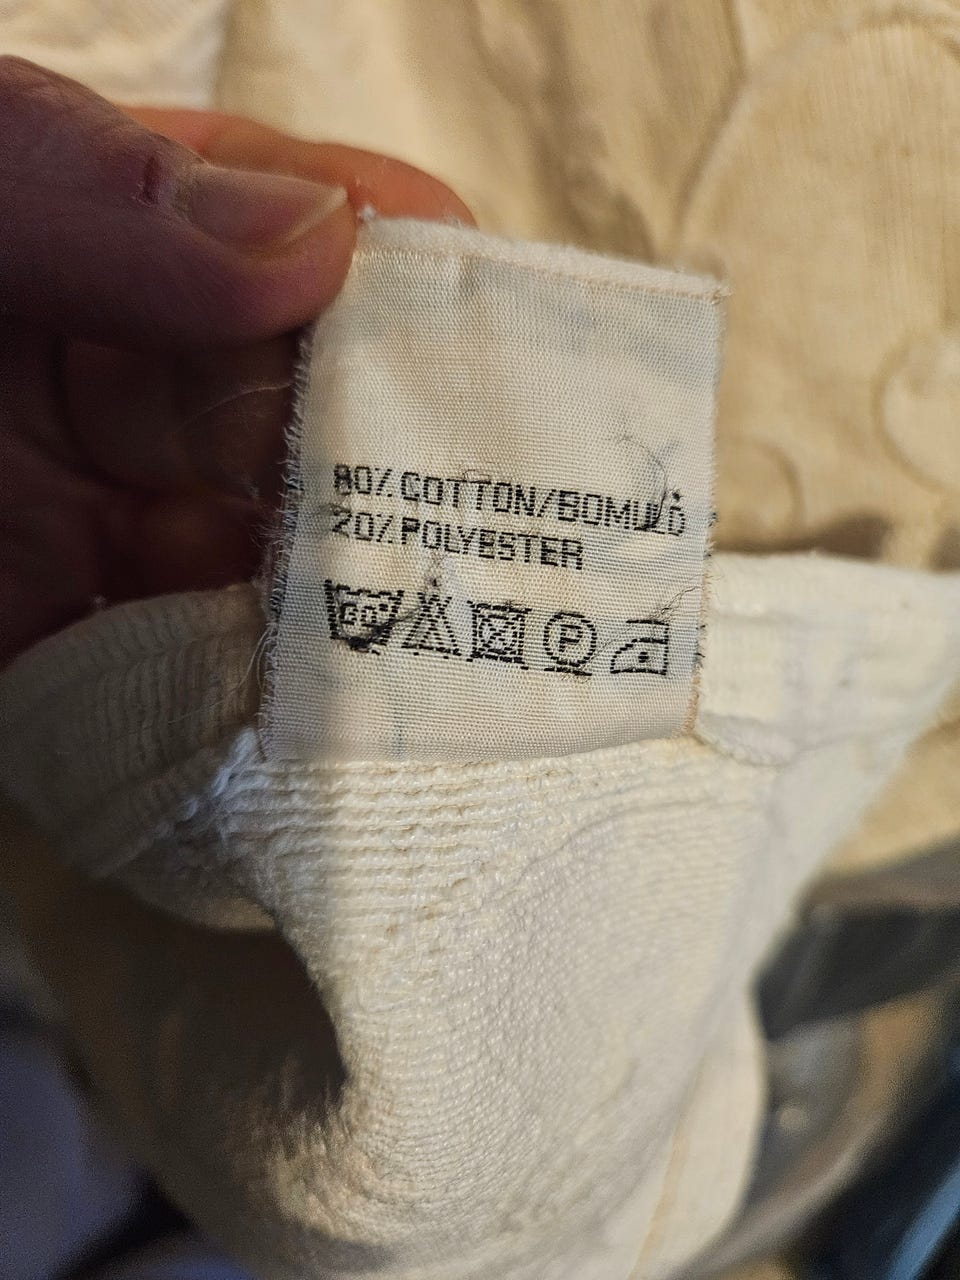 80% COTTON/BOMULD
20% POLYESTER
P